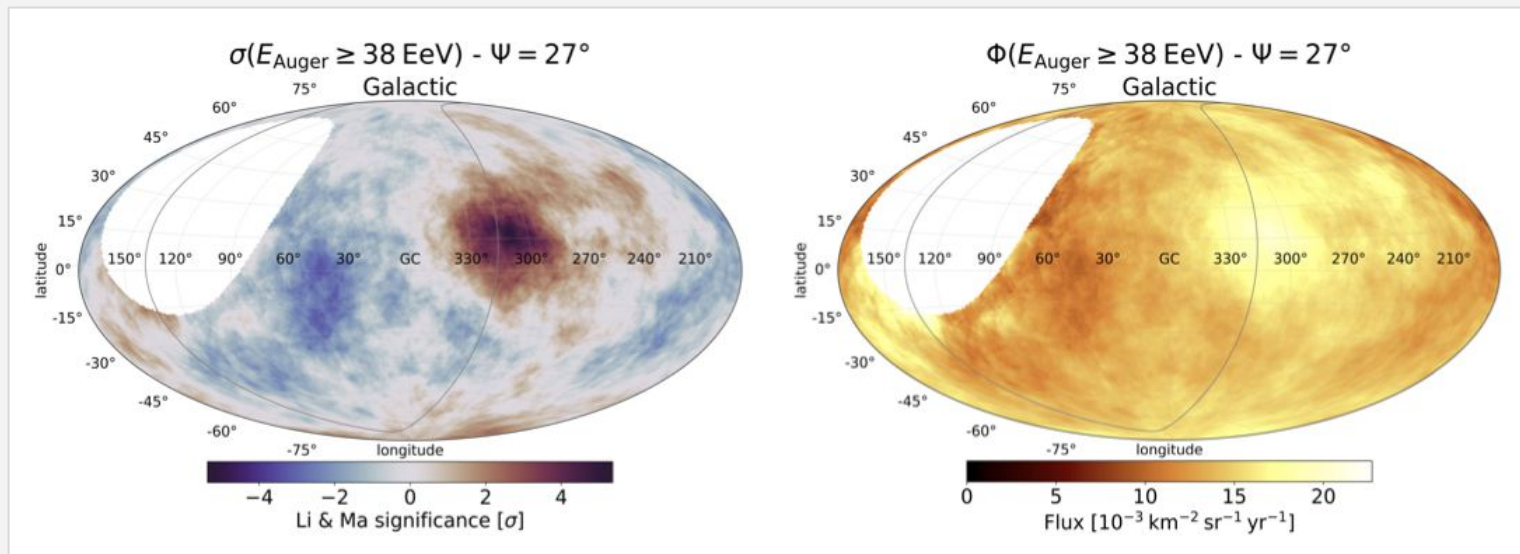 σ(E_Auger ≥ 38 EeV) - Ψ = 27°
Galactic
75°
60°
45°
30°
15°
0°
-15°
-30°
-45°
-60°
-75°
latitude
150° 120° 90° 60° 30° GC 330° 300° 270° 240° 210°
longitude
−4 −2 0 2 4
Li & Ma significance [σ]
Φ(E_Auger ≥ 38 EeV) - Ψ = 27°
Galactic
75°
60°
45°
30°
15°
0°
-15°
-30°
-45°
-60°
-75°
latitude
150° 120° 90° 60° 30° GC 330° 300° 270° 240° 210°
longitude
0 5 10 15 20
Flux [10⁻³ km⁻² sr⁻¹ yr⁻¹]